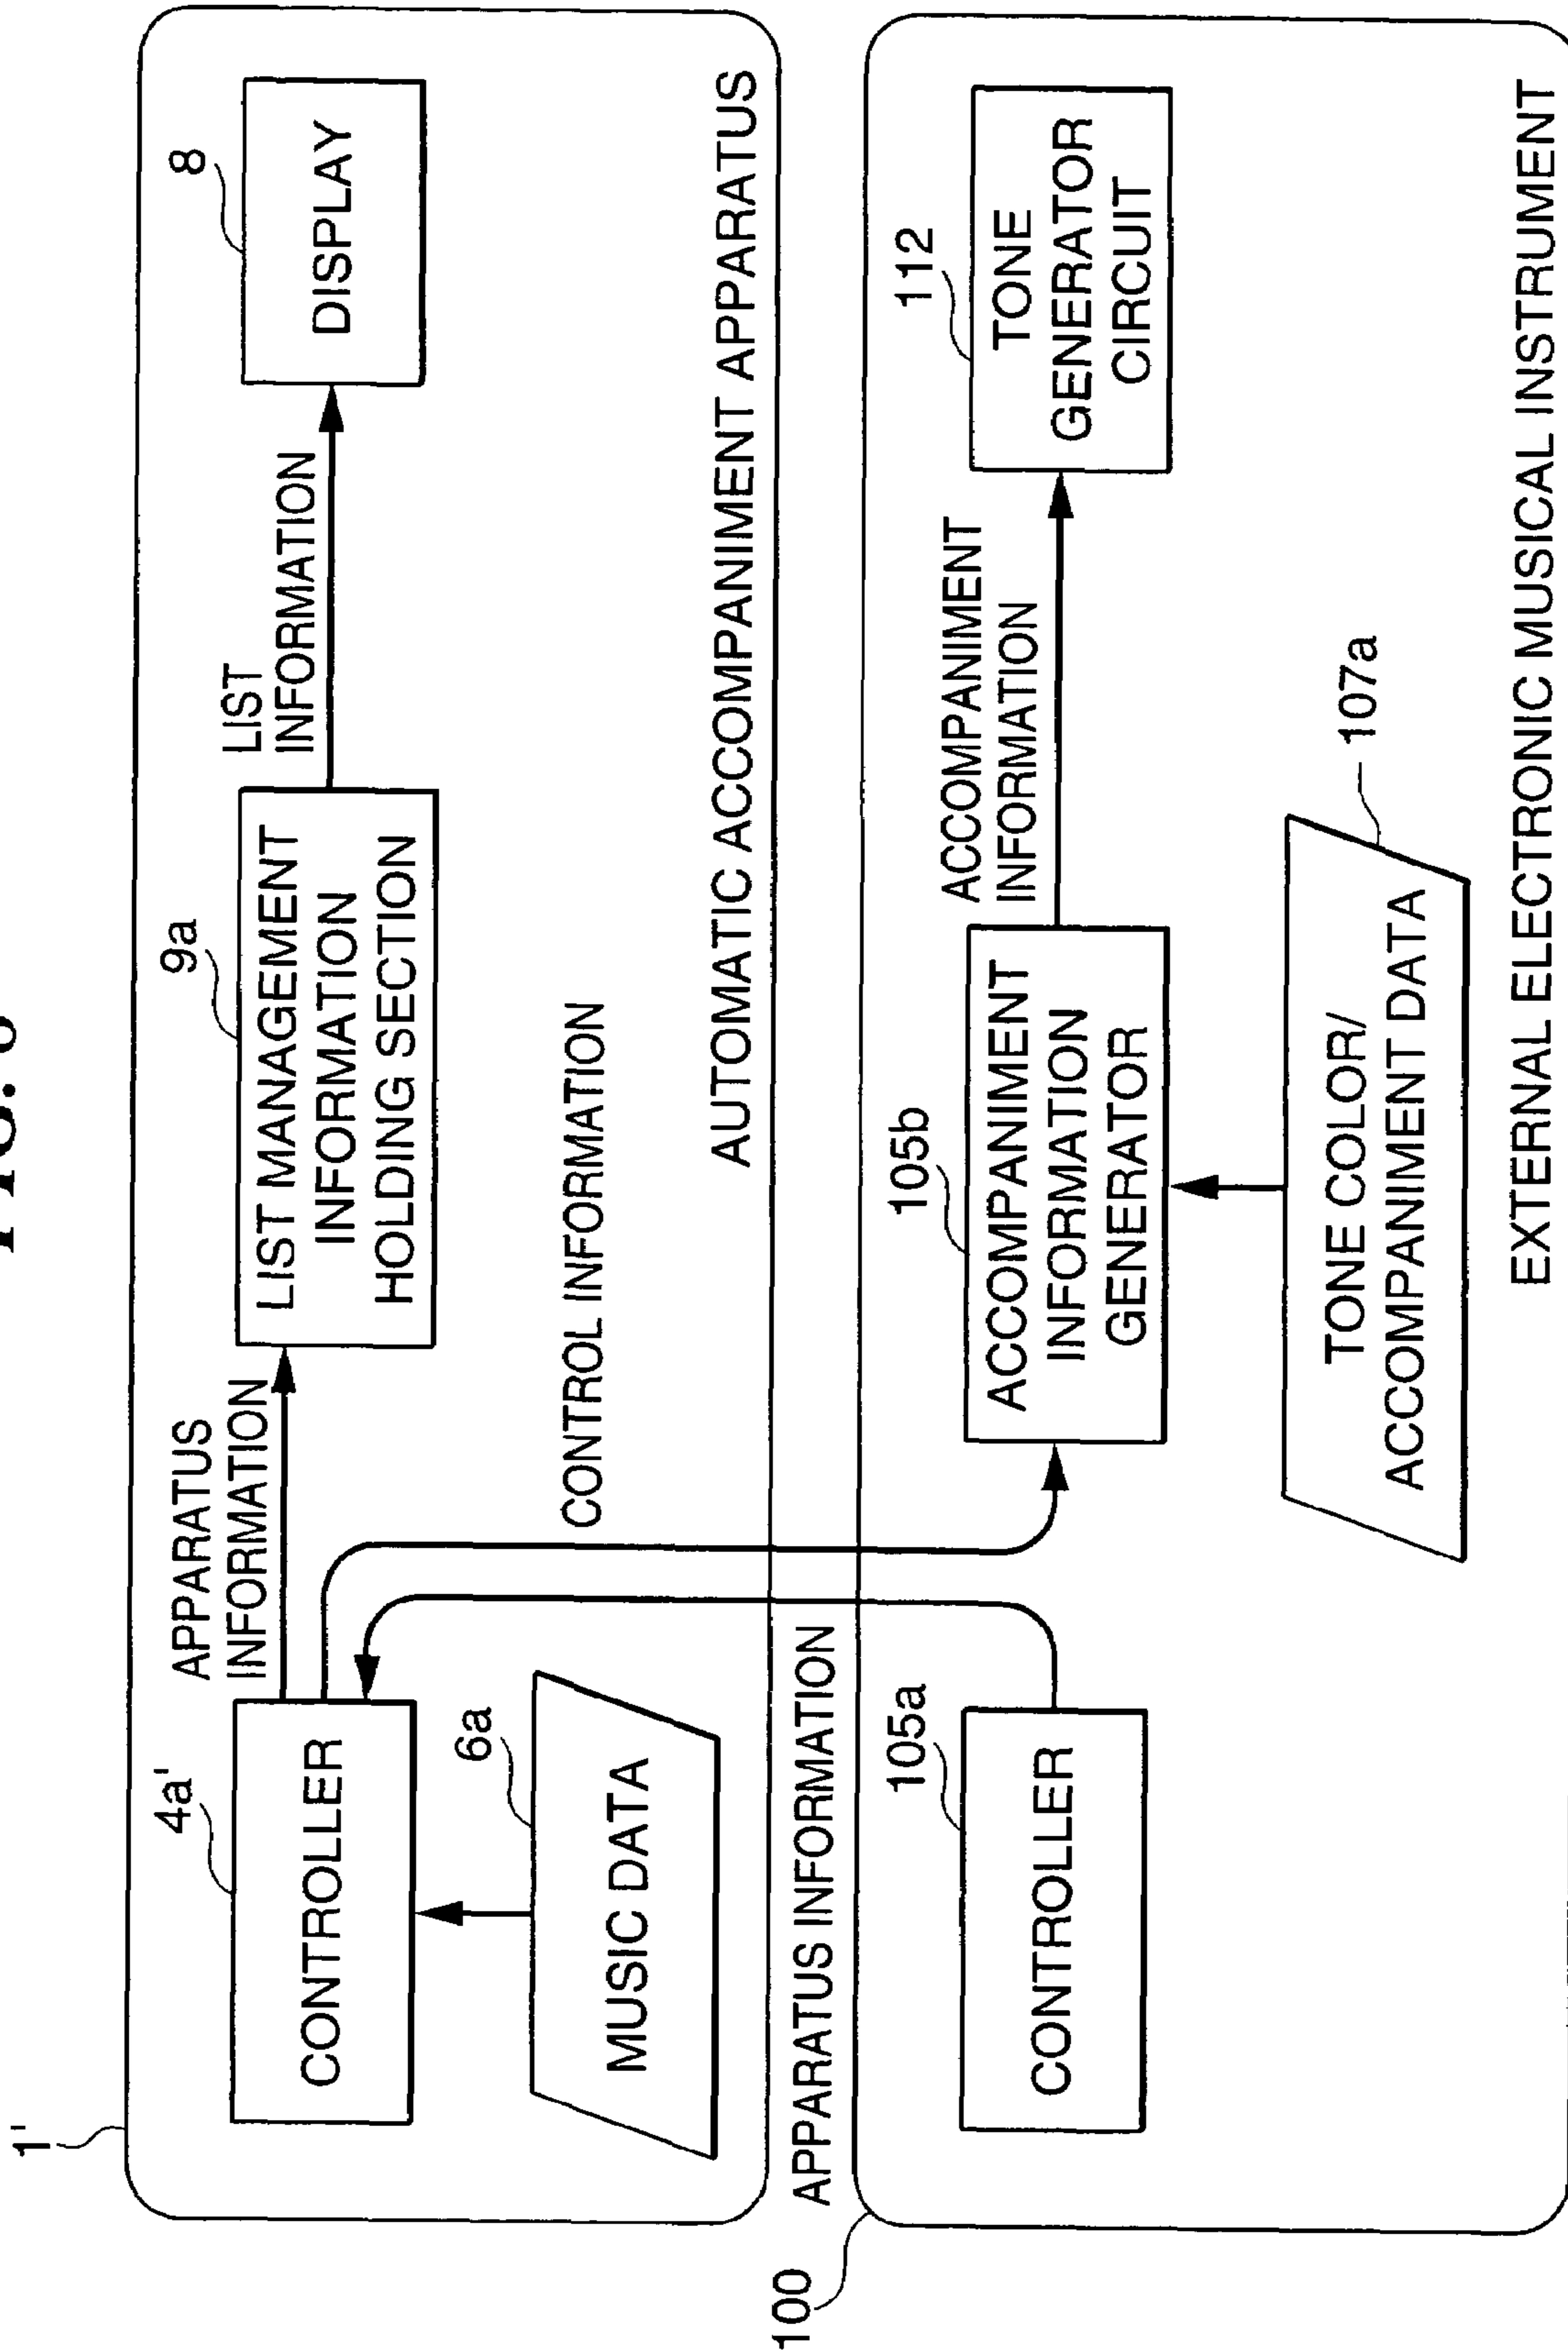 1'
AUTOMATIC ACCOMPANIMENT APPARATUS
4a'
CONTROLLER
6a
MUSIC DATA
APPARATUS
INFORMATION
9a
LIST MANAGEMENT
INFORMATION
HOLDING SECTION
LIST
INFORMATION
8
DISPLAY
CONTROL INFORMATION
APPARATUS INFORMATION
100
EXTERNAL ELECTRONIC MUSICAL INSTRUMENT
105a
CONTROLLER
105b
ACCOMPANIMENT
INFORMATION
GENERATOR
ACCOMPANIMENT
INFORMATION
112
TONE
GENERATOR
CIRCUIT
107a
TONE COLOR/
ACCOMPANIMENT DATA